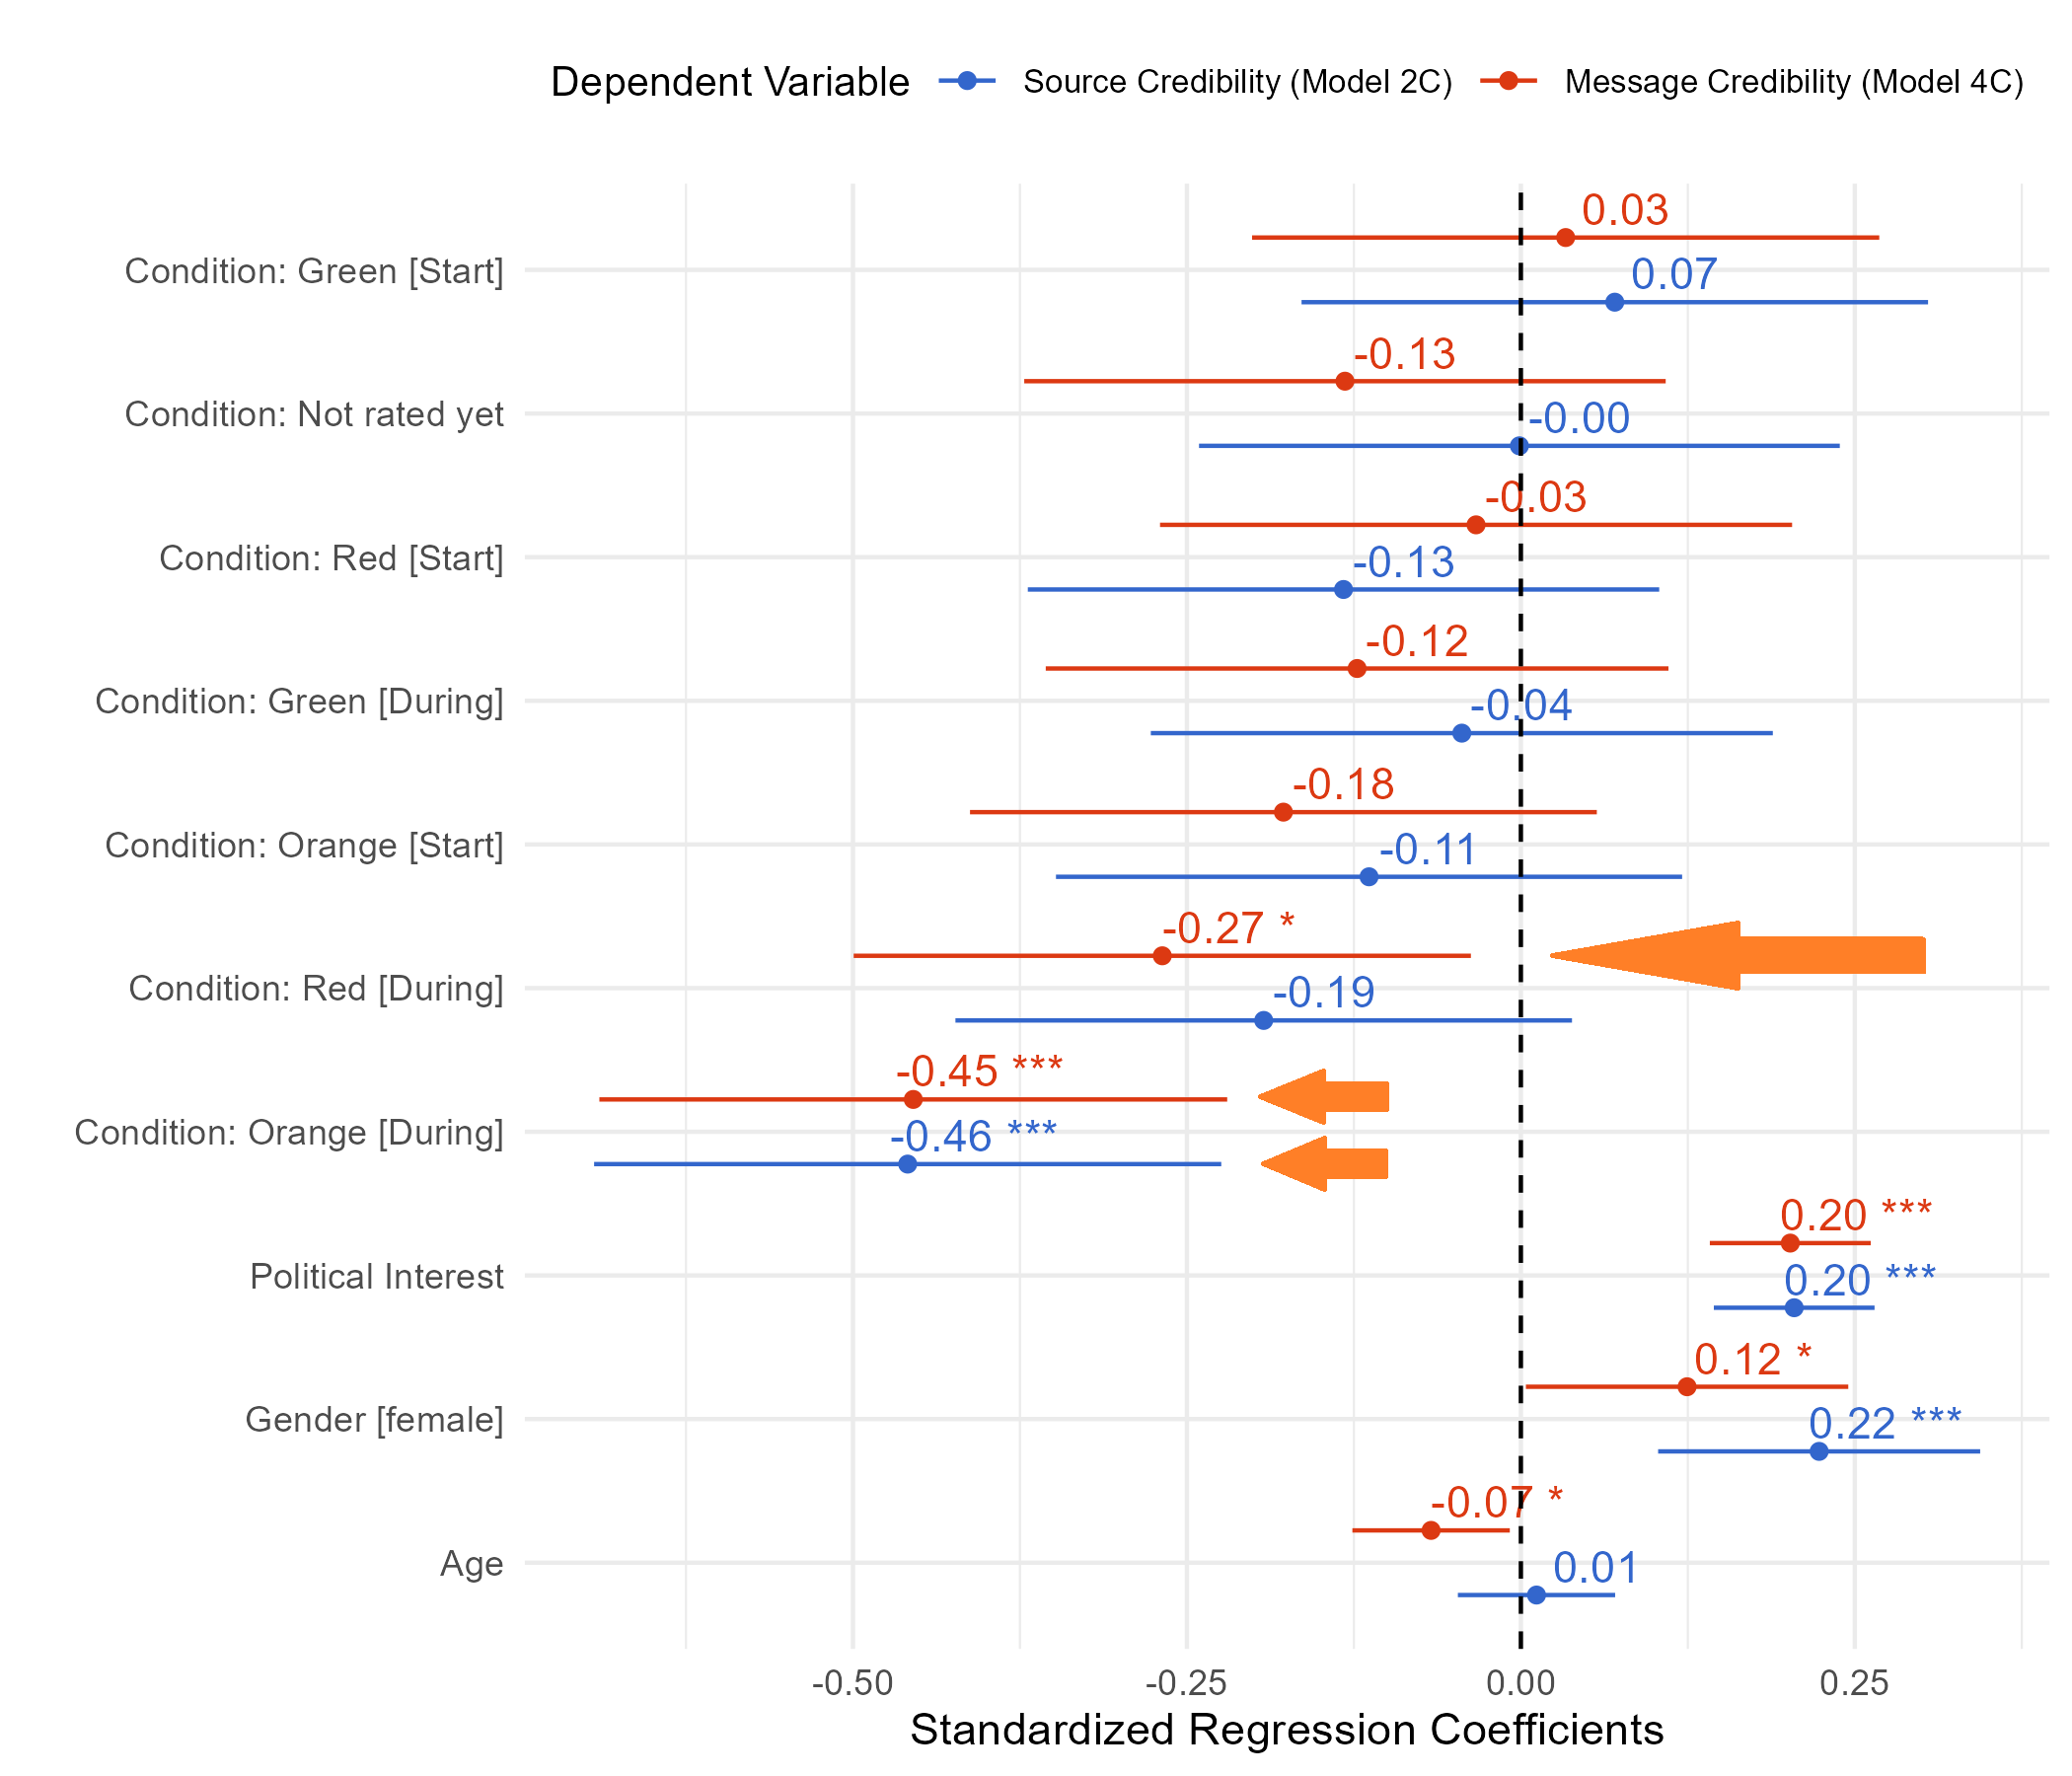 Dependent Variable Source Credibility (Model 2C) Message Credibility (Model 4C)
0.03
Condition: Green [Start]
0.07
-0.13
Condition: Not rated yet
-0.00
-0.03
Condition: Red [Start]
-0.13
-0.12
Condition: Green [During]
-0.04
-0.18
Condition: Orange [Start]
-0.11
-0.27 *
Condition: Red [During]
-0.19
-0.45 ***
Condition: Orange [During]
-0.46 ***
0.20 ***
Political Interest
0.20 ***
0.12 *
Gender [female]
0.22 ***
-0.07 *
Age
0.01
-0.50 -0.25 0.00 0.25
Standardized Regression Coefficients